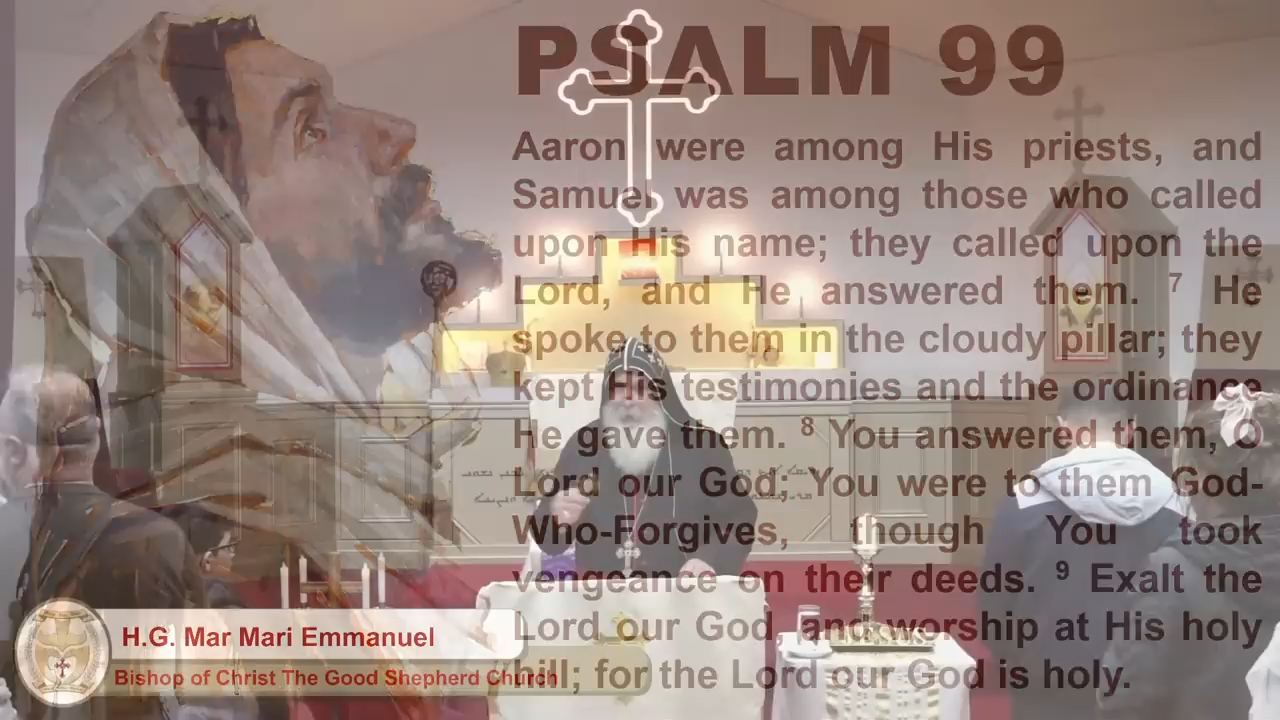 PSALM 99
Aaron were among His priests, and
Samuel was among those who called
upon His name; they called upon the
Lord, and He answered them. ⁷ He
spoke to them in the cloudy pillar; they
kept His testimonies and the ordinance
He gave them. ⁸ You answered them, O
Lord our God; You were to them God-
Who-Forgives, though You took
vengeance on their deeds. ⁹ Exalt the
Lord our God, and worship at His holy
hill; for the Lord our God is holy.
JESUS
H.G. Mar Mari Emmanuel
Bishop of Christ The Good Shepherd Church